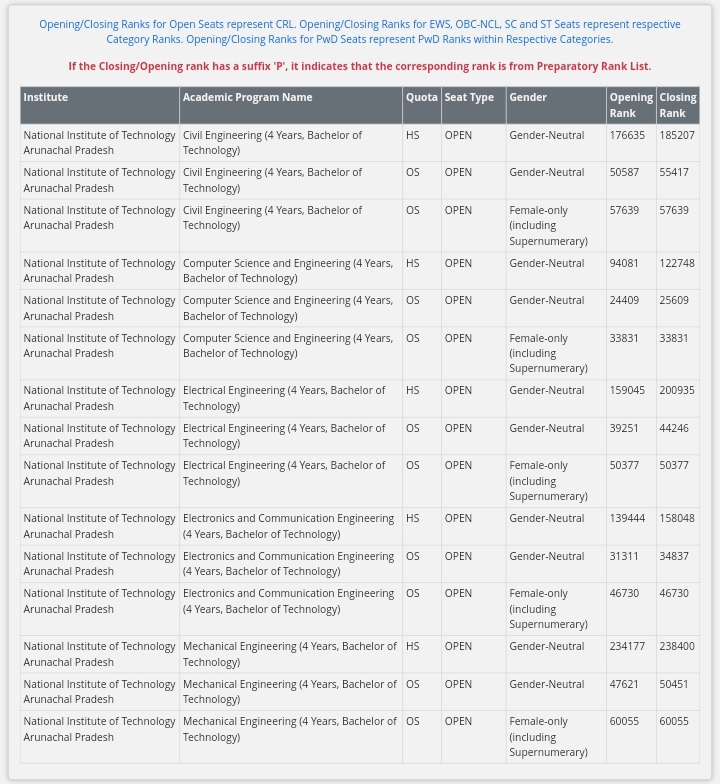 Opening/Closing Ranks for Open Seats represent CRL. Opening/Closing Ranks for EWS, OBC-NCL, SC and ST Seats represent respective
Category Ranks. Opening/Closing Ranks for PwD Seats represent PwD Ranks within Respective Categories.
If the Closing/Opening rank has a suffix 'P', it indicates that the corresponding rank is from Preparatory Rank List.
Institute Academic Program Name Quota Seat Type Gender Opening Closing
Rank Rank
National Institute of Technology Civil Engineering (4 Years, Bachelor of HS OPEN Gender-Neutral 176635 185207
Arunachal Pradesh Technology)
National Institute of Technology Civil Engineering (4 Years, Bachelor of OS OPEN Gender-Neutral 50587 55417
Arunachal Pradesh Technology)
National Institute of Technology Civil Engineering (4 Years, Bachelor of OS OPEN Female-only 57639 57639
Arunachal Pradesh Technology) (including
Supernumerary)
National Institute of Technology Computer Science and Engineering (4 Years, HS OPEN Gender-Neutral 94081 122748
Arunachal Pradesh Bachelor of Technology)
National Institute of Technology Computer Science and Engineering (4 Years, OS OPEN Gender-Neutral 24409 25609
Arunachal Pradesh Bachelor of Technology)
National Institute of Technology Computer Science and Engineering (4 Years, OS OPEN Female-only 33831 33831
Arunachal Pradesh Bachelor of Technology) (including
Supernumerary)
National Institute of Technology Electrical Engineering (4 Years, Bachelor of HS OPEN Gender-Neutral 159045 200935
Arunachal Pradesh Technology)
National Institute of Technology Electrical Engineering (4 Years, Bachelor of OS OPEN Gender-Neutral 39251 44246
Arunachal Pradesh Technology)
National Institute of Technology Electrical Engineering (4 Years, Bachelor of OS OPEN Female-only 50377 50377
Arunachal Pradesh Technology) (including
Supernumerary)
National Institute of Technology Electronics and Communication Engineering HS OPEN Gender-Neutral 139444 158048
Arunachal Pradesh (4 Years, Bachelor of Technology)
National Institute of Technology Electronics and Communication Engineering OS OPEN Gender-Neutral 31311 34837
Arunachal Pradesh (4 Years, Bachelor of Technology)
National Institute of Technology Electronics and Communication Engineering OS OPEN Female-only 46730 46730
Arunachal Pradesh (4 Years, Bachelor of Technology) (including
Supernumerary)
National Institute of Technology Mechanical Engineering (4 Years, Bachelor of HS OPEN Gender-Neutral 234177 238400
Arunachal Pradesh Technology)
National Institute of Technology Mechanical Engineering (4 Years, Bachelor of OS OPEN Gender-Neutral 47621 50451
Arunachal Pradesh Technology)
National Institute of Technology Mechanical Engineering (4 Years, Bachelor of OS OPEN Female-only 60055 60055
Arunachal Pradesh Technology) (including
Supernumerary)